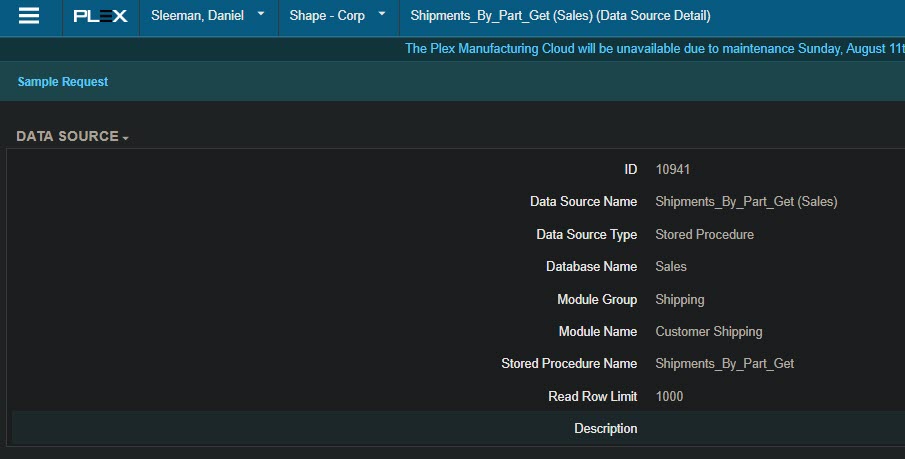 PLEX Sleeman, Daniel Shape - Corp Shipments_By_Part_Get (Sales) (Data Source Detail)
The Plex Manufacturing Cloud will be unavailable due to maintenance Sunday, August 11t
Sample Request
DATA SOURCE
ID 10941
Data Source Name Shipments_By_Part_Get (Sales)
Data Source Type Stored Procedure
Database Name Sales
Module Group Shipping
Module Name Customer Shipping
Stored Procedure Name Shipments_By_Part_Get
Read Row Limit 1000
Description